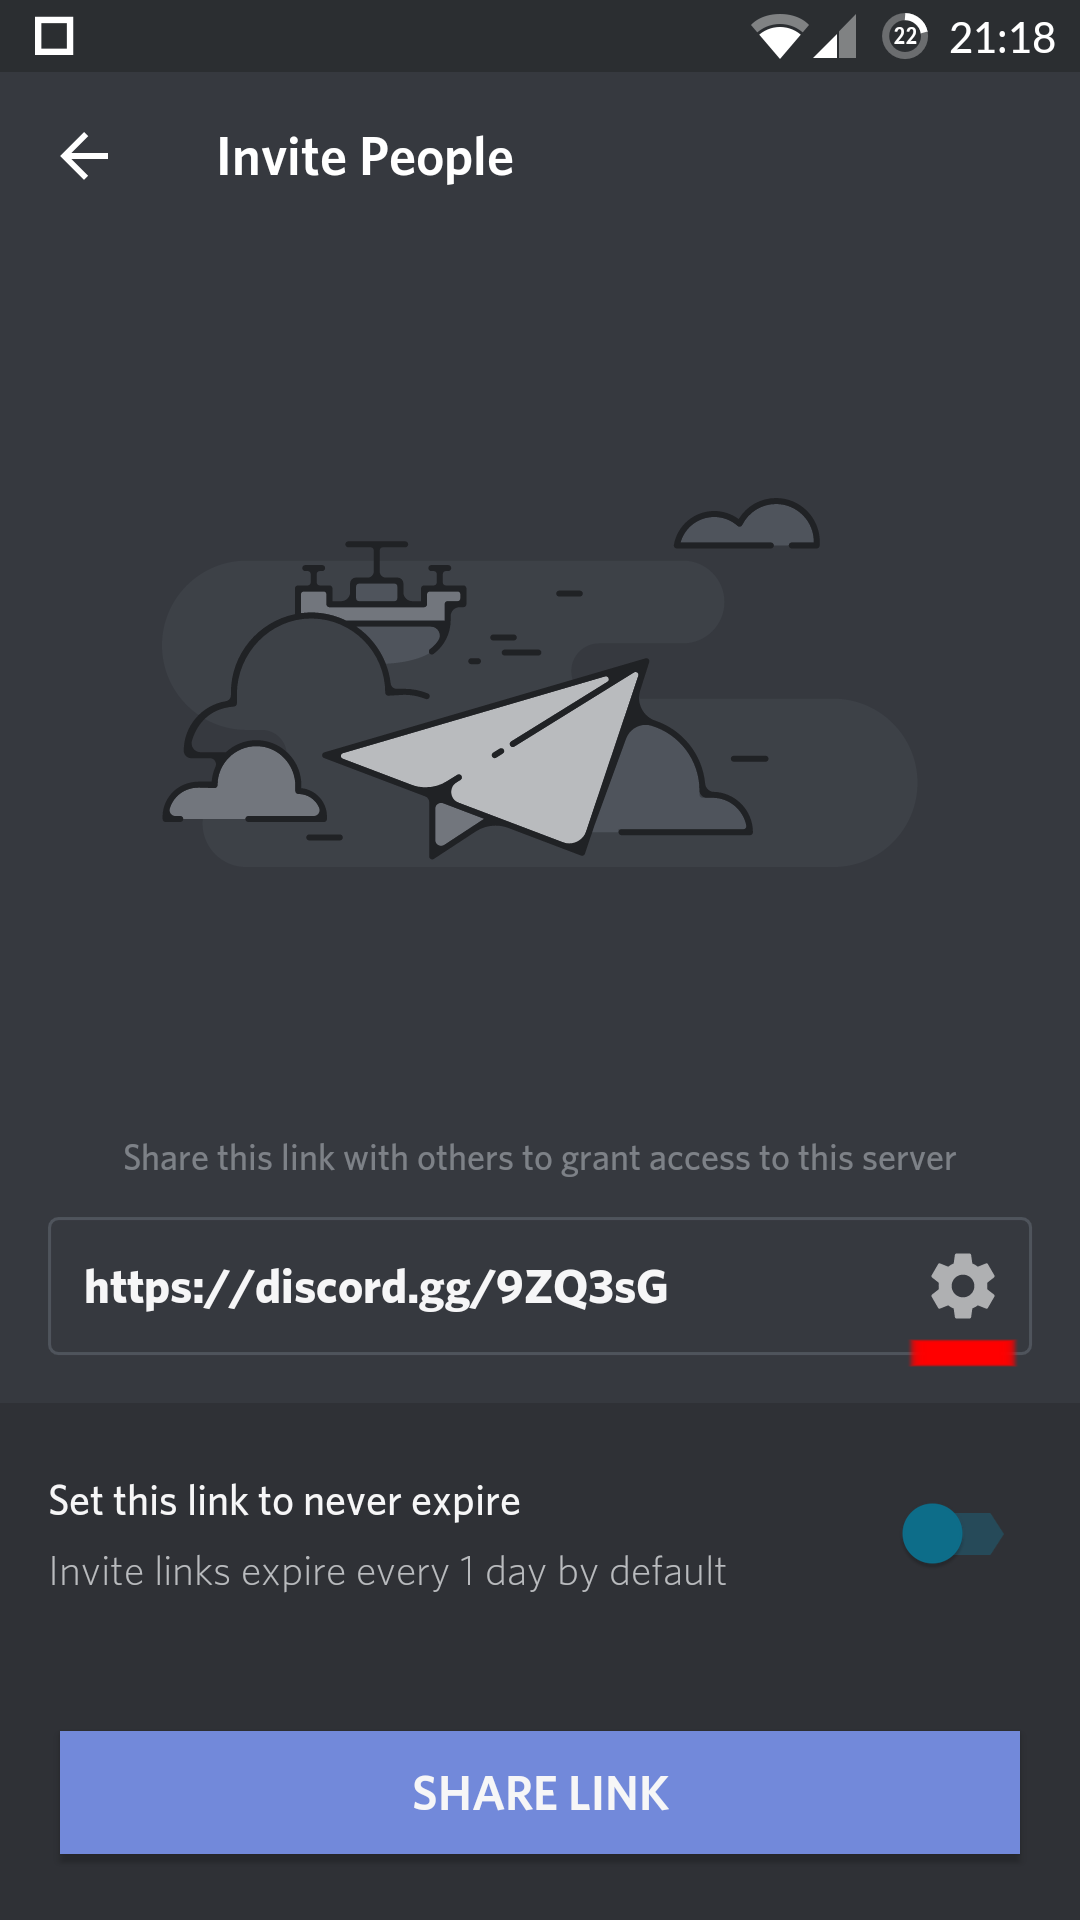 22 21:18
Invite People
Share this link with others to grant access to this server
https://discord.gg/9ZQ3sG
Set this link to never expire
Invite links expire every 1 day by default
SHARE LINK